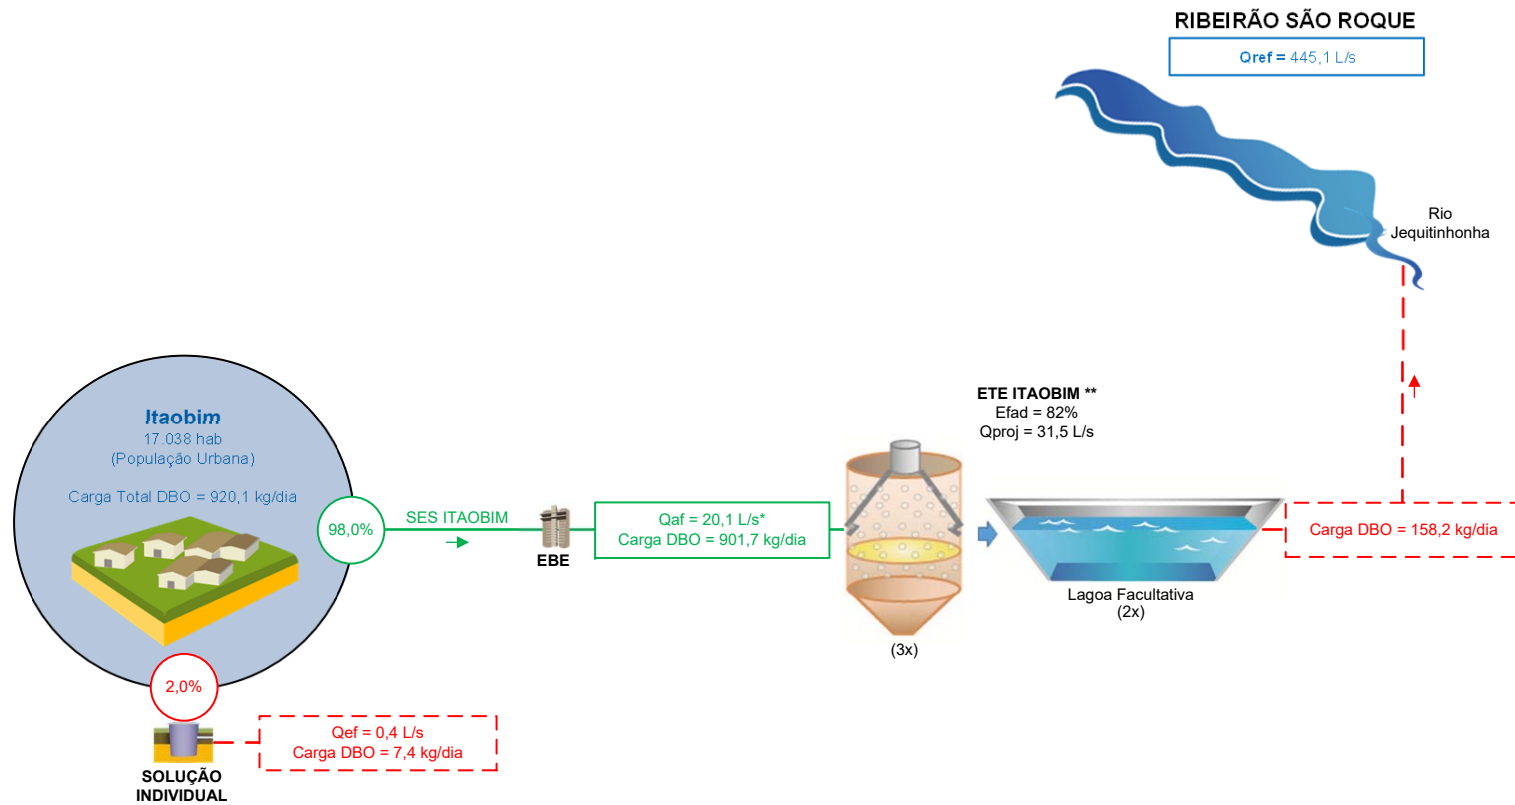 RIBEIRÃO SÃO ROQUE
Qref = 445,1 L/s
Rio
Jequitinhonha
ETE ITAOBIM **
Efad = 82%
Qproj = 31,5 L/s
Itaobim
17.038 hab
(População Urbana)
Carga Total DBO = 920,1 kg/dia
98,0%
SES ITAOBIM
EBE
Qaf = 20,1 L/s*
Carga DBO = 901,7 kg/dia
(3x)
Lagoa Facultativa
(2x)
Carga DBO = 158,2 kg/dia
2,0%
Qef = 0,4 L/s
Carga DBO = 7,4 kg/dia
SOLUÇÃO
INDIVIDUAL